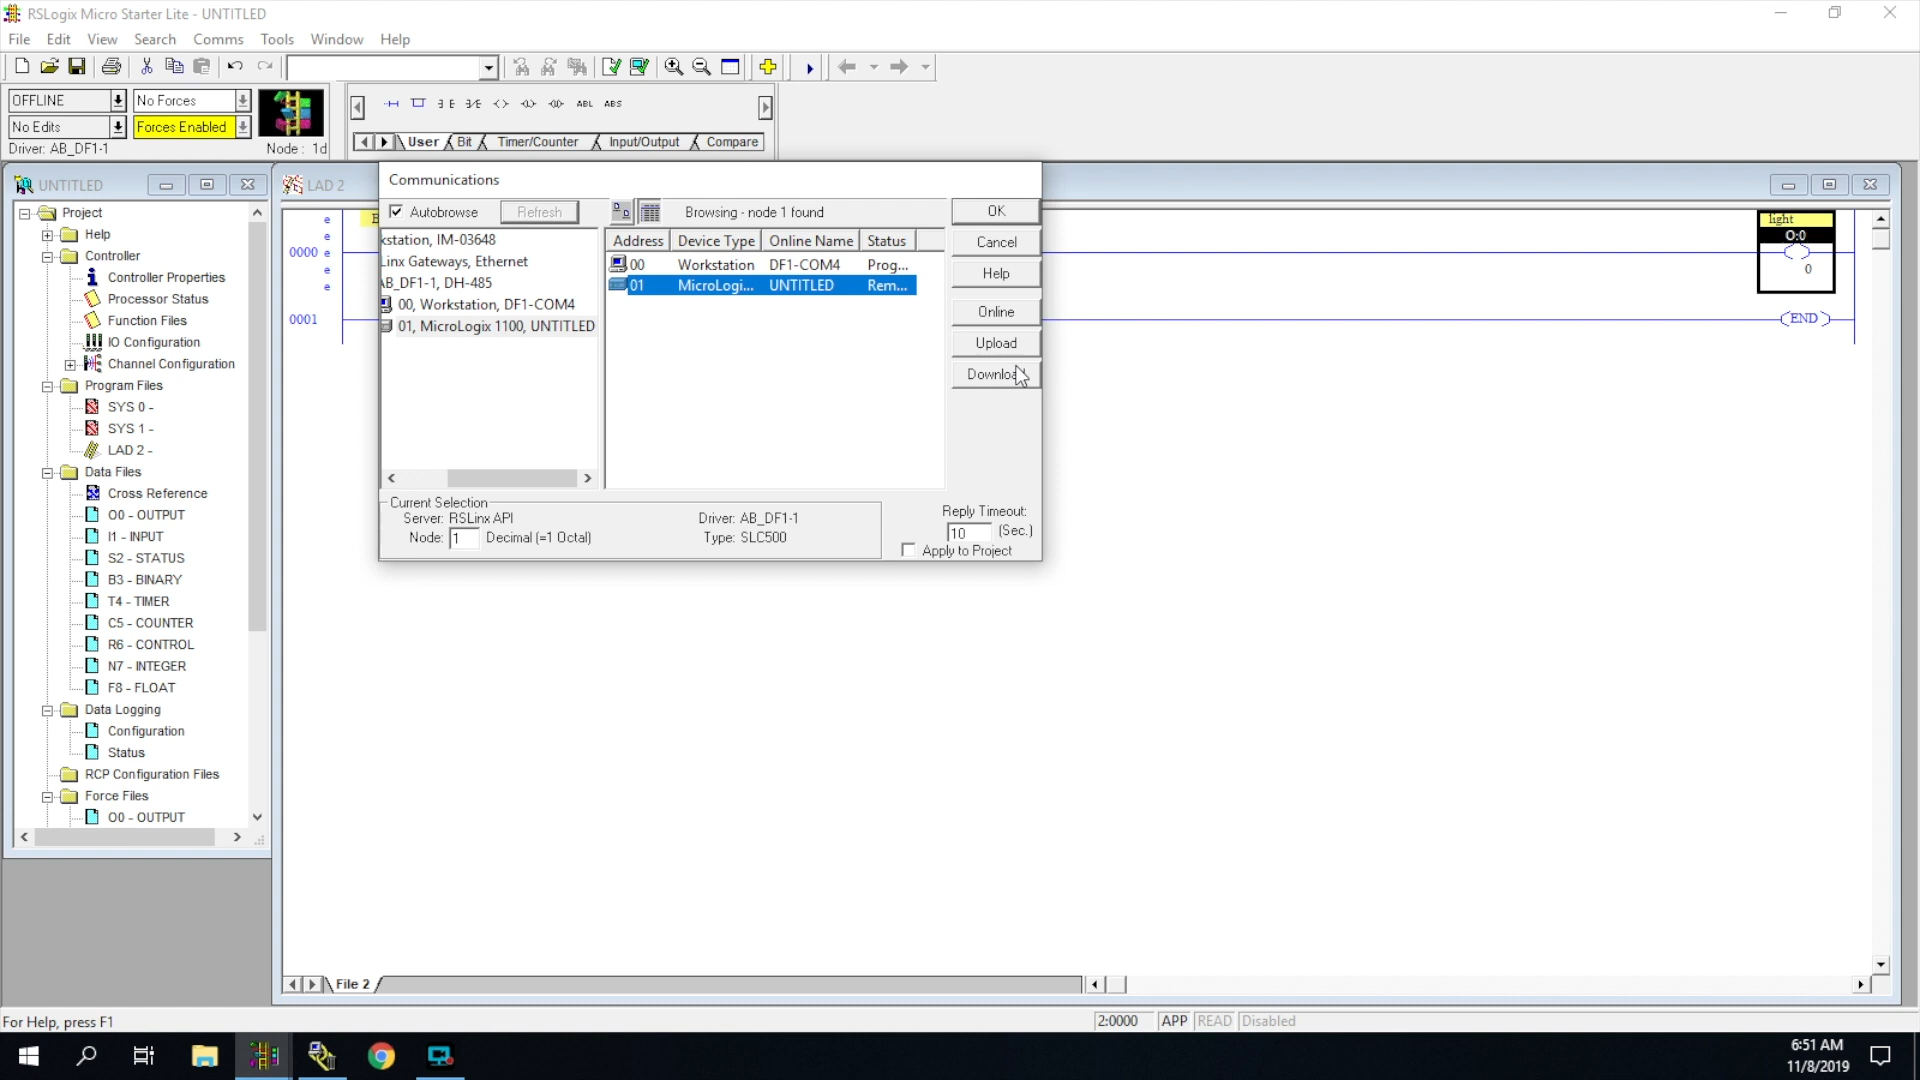 RSLogix Micro Starter Lite - UNTITLED
File Edit View Search Comms Tools Window Help
OFFLINE No Forces
No Edits Forces Enabled
Driver: AB_DF1-1 Node: 1d
ABL ABS
User Bit Timer/Counter Input/Output Compare
UNTITLED
Project
Help
Controller
Controller Properties
Processor Status
Function Files
IO Configuration
Channel Configuration
Program Files
SYS 0 -
SYS 1 -
LAD 2 -
Data Files
Cross Reference
O0 - OUTPUT
I1 - INPUT
S2 - STATUS
B3 - BINARY
T4 - TIMER
C5 - COUNTER
R6 - CONTROL
N7 - INTEGER
F8 - FLOAT
Data Logging
Configuration
Status
RCP Configuration Files
Force Files
O0 - OUTPUT
LAD 2
e
e
0000 e
e
e
0001
light
O:0
0
END
Communications
Autobrowse Refresh Browsing - node 1 found
kstation, IM-03648
Linx Gateways, Ethernet
AB_DF1-1, DH-485
00, Workstation, DF1-COM4
01, MicroLogix 1100, UNTITLED
Address Device Type Online Name Status
00 Workstation DF1-COM4 Prog...
01 MicroLogi... UNTITLED Rem...
OK
Cancel
Help
Online
Upload
Download
Current Selection
Server: RSLinx API Driver: AB_DF1-1
Node: 1 Decimal (=1 Octal) Type: SLC500
Reply Timeout:
10 (Sec.)
Apply to Project
File 2
For Help, press F1 2:0000 APP READ Disabled
6:51 AM
11/8/2019